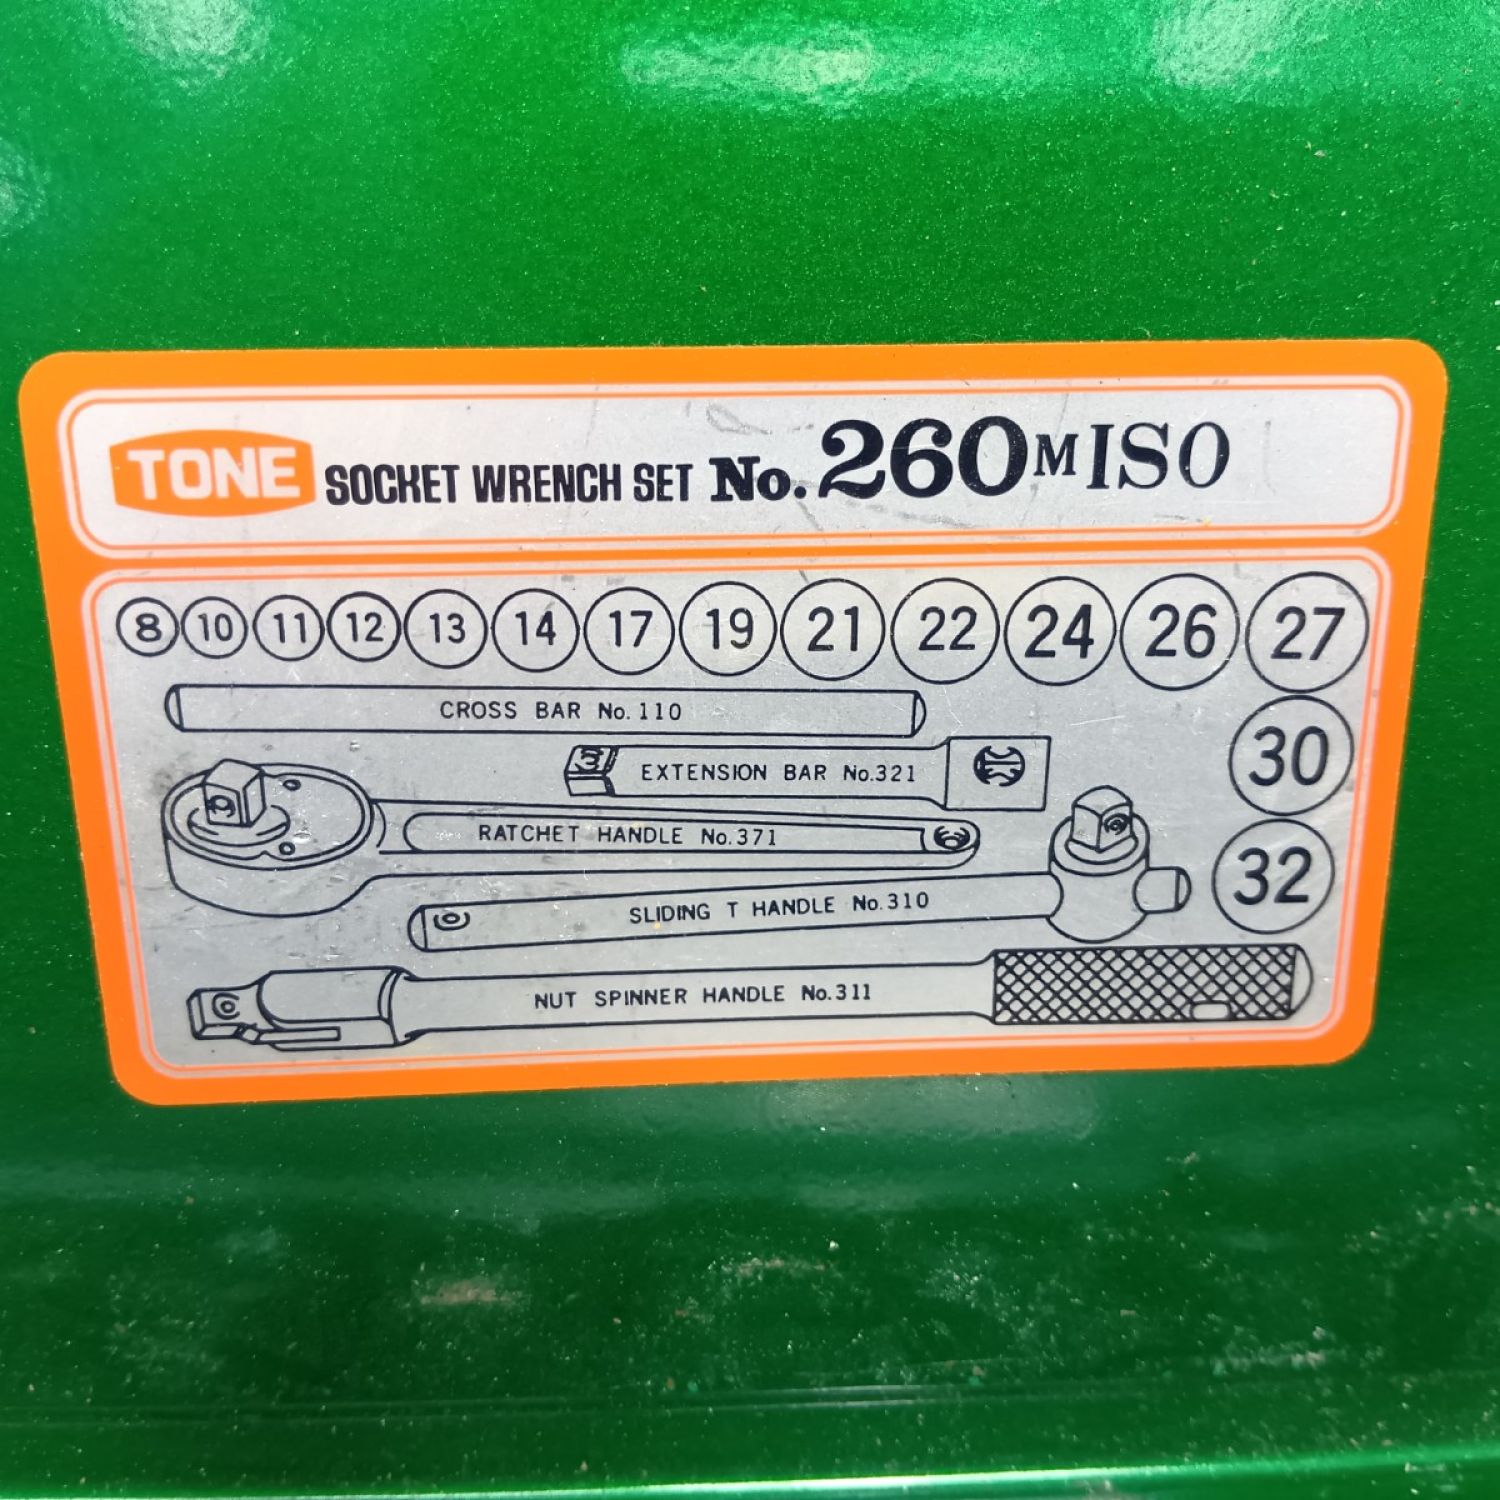 TONE SOCKET WRENCH SET No. 260M ISO
8 10 11 12 13 14 17 19 21 22 24 26 27
CROSS BAR No. 110
30
EXTENSION BAR No.321
RATCHET HANDLE No.371
32
SLIDING T HANDLE No.310
NUT SPINNER HANDLE No.311